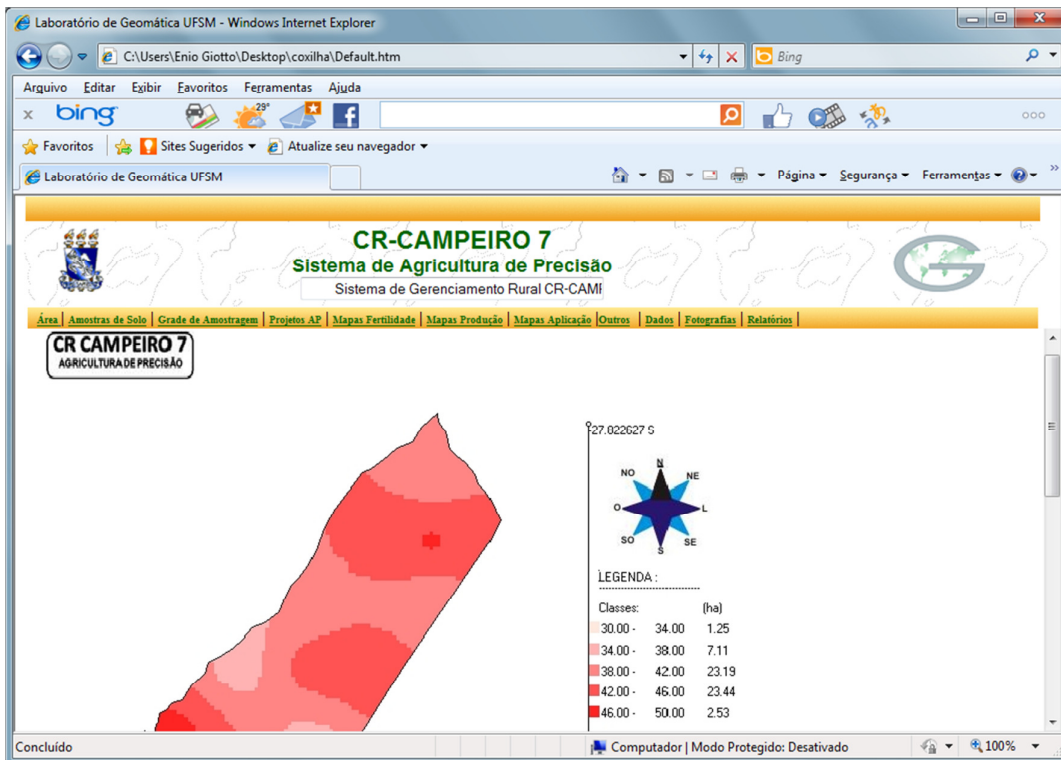 Laboratório de Geomática UFSM - Windows Internet Explorer
C:\Users\Enio Giotto\Desktop\coxilha\Default.htm
Bing
Arquivo Editar Exibir Favoritos Ferramentas Ajuda
x bing 29° f
Favoritos Sites Sugeridos Atualize seu navegador
Laboratório de Geomática UFSM Página Segurança Ferramentas
CR-CAMPEIRO 7
Sistema de Agricultura de Precisão
Sistema de Gerenciamento Rural CR-CAMI
Área | Amostras de Solo | Grade de Amostragem | Projetos AP | Mapas Fertilidade | Mapas Produção | Mapas Aplicação |Outros | Dados | Fotografias | Relatórios |
CR CAMPEIRO 7
AGRICULTURA DE PRECISÃO
-27.022627 S
N
NO NE
O L
SO SE
S
LEGENDA :
Classes: (ha)
30.00 - 34.00 1.25
34.00 - 38.00 7.11
38.00 - 42.00 23.19
42.00 - 46.00 23.44
46.00 - 50.00 2.53
Concluído Computador | Modo Protegido: Desativado 100%